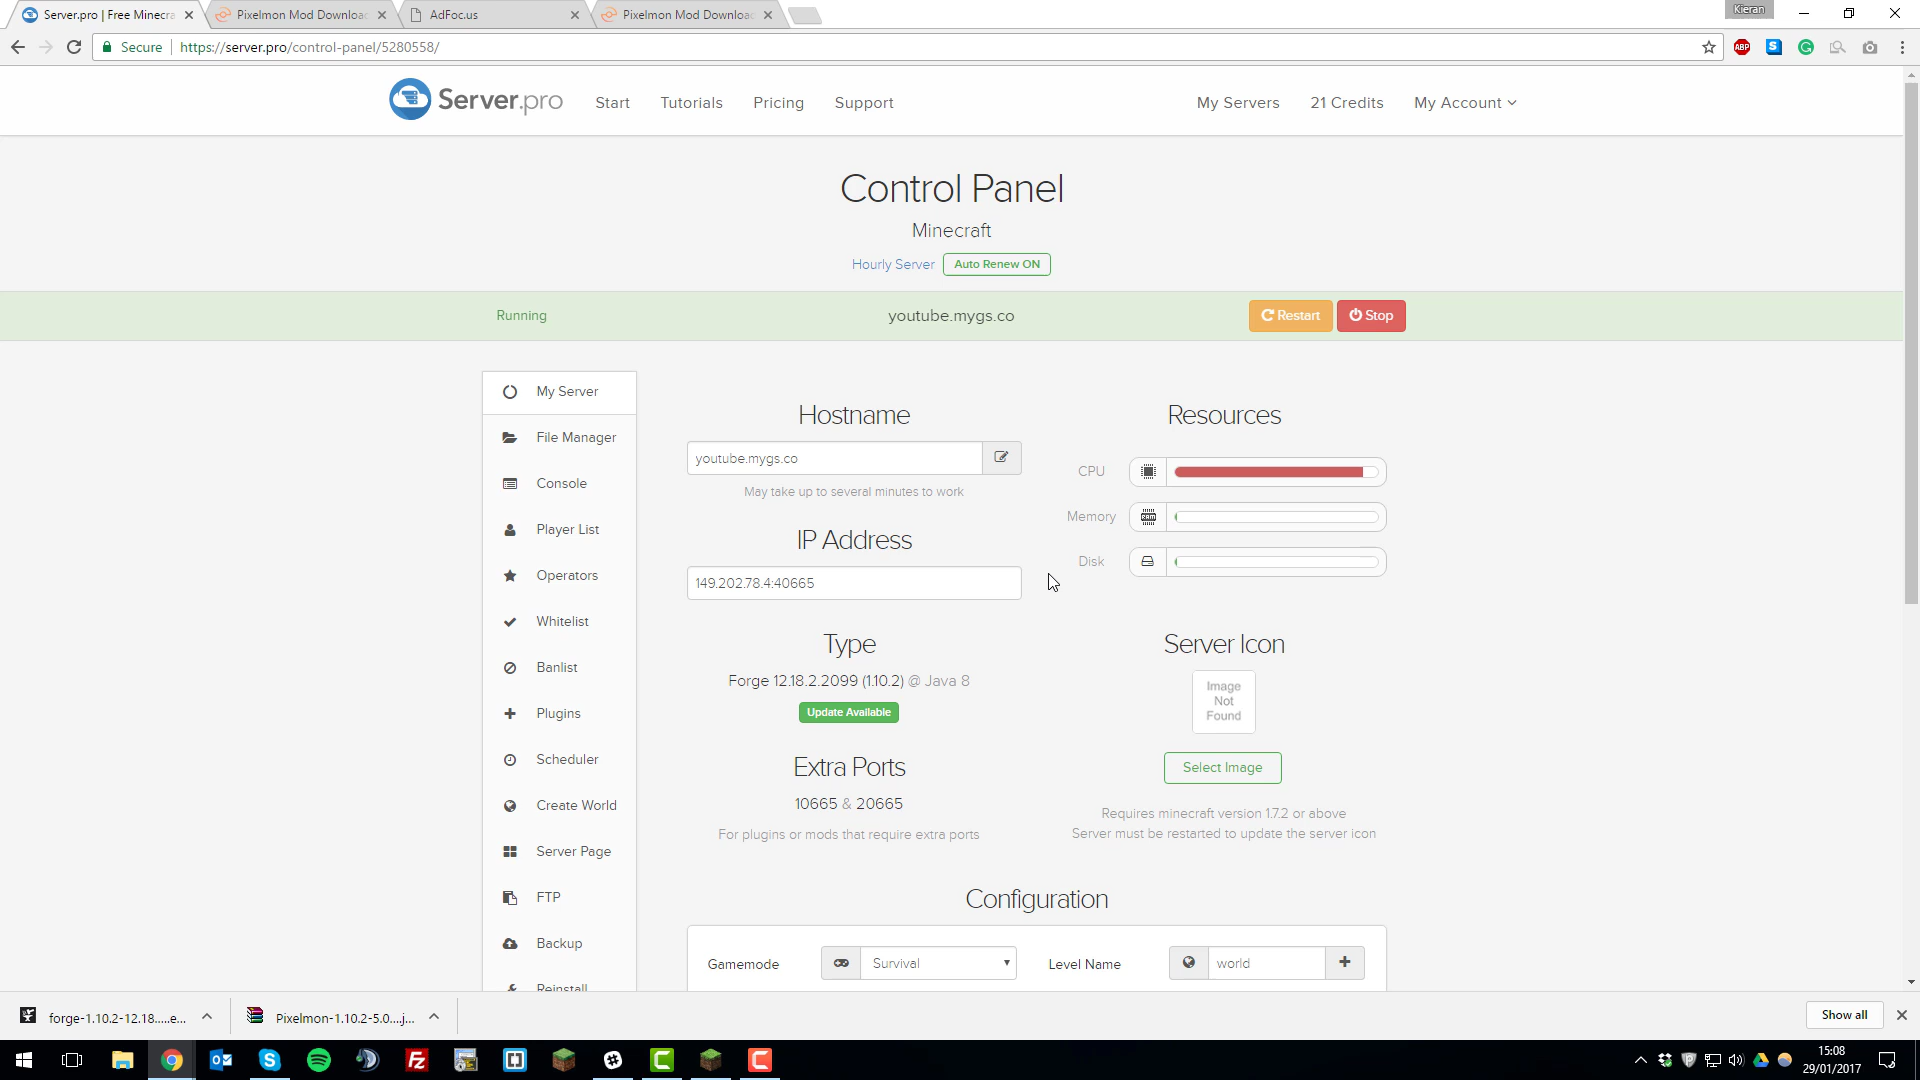 Server.pro | Free Minecra
Pixelmon Mod Downloac
AdFoc.us
Pixelmon Mod Downloac
Kieran
Secure
https://server.pro/control-panel/5280558/
ABP
S
G
Server.pro
Start
Tutorials
Pricing
Support
My Servers
21 Credits
My Account
Control Panel
Minecraft
Hourly Server
Auto Renew ON
Running
youtube.mygs.co
Restart
Stop
My Server
File Manager
Console
Player List
Operators
Whitelist
Banlist
Plugins
Scheduler
Create World
Server Page
FTP
Backup
Reinstall
Hostname
youtube.mygs.co
May take up to several minutes to work
IP Address
149.202.78.4:40665
Type
Forge 12.18.2.2099 (1.10.2) @ Java 8
Update Available
Extra Ports
10665 & 20665
For plugins or mods that require extra ports
Resources
CPU
Memory
RAM
Disk
Server Icon
Image
Not
Found
Select Image
Requires minecraft version 1.7.2 or above
Server must be restarted to update the server icon
Configuration
Gamemode
Survival
Level Name
world
forge-1.10.2-12.18.....e...
Pixelmon-1.10.2-5.0....j...
Show all
15:08
29/01/2017